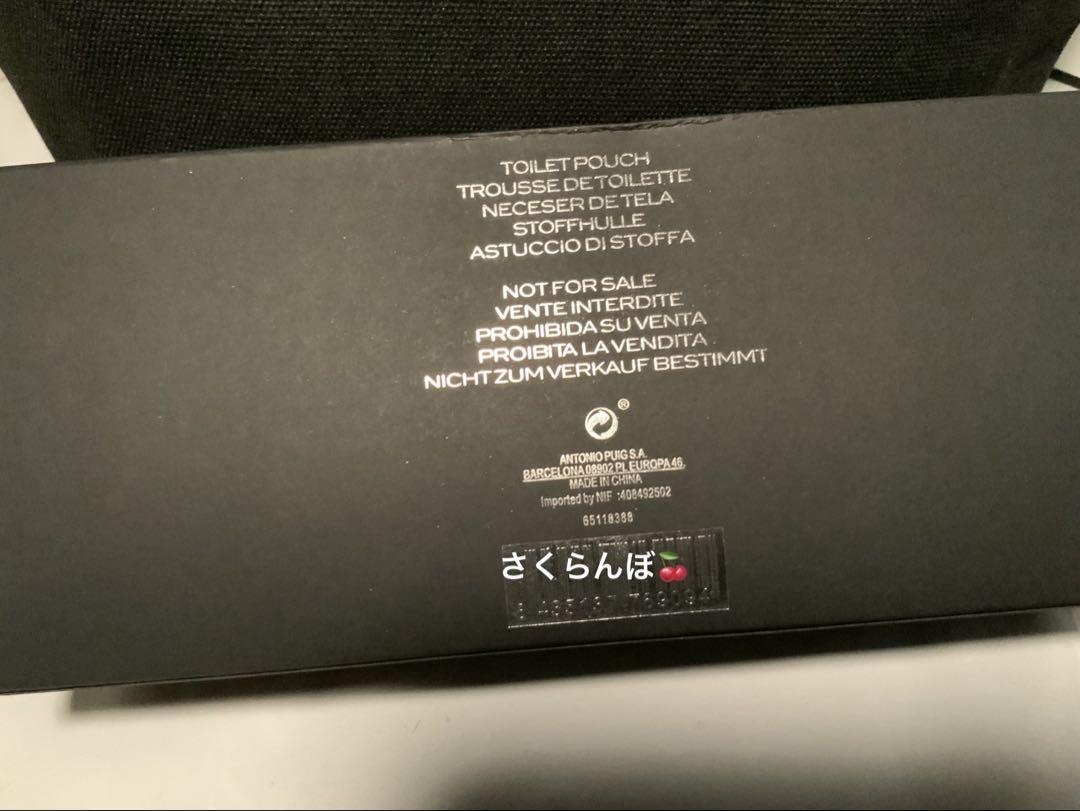 TOILET POUCH
TROUSSE DE TOILETTE
NECESER DE TELA
STOFFHULLE
ASTUCCIO DI STOFFA
NOT FOR SALE
VENTE INTERDITE
PROHIBIDA SU VENTA
PROIBITA LA VENDITA
NICHT ZUM VERKAUF BESTIMMT
®
ANTONIO PUIG S.A.
BARCELONA 08902 PL EUROPA 46.
MADE IN CHINA
Imported by NIF :408492502
65118388
さくらんぼ🍒